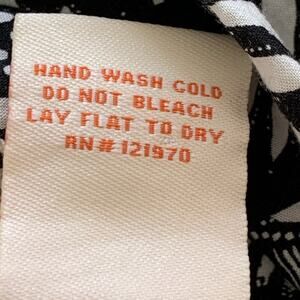 HAND WASH COLD
DO NOT BLEACH
LAY FLAT TO DRY
RN# 121970